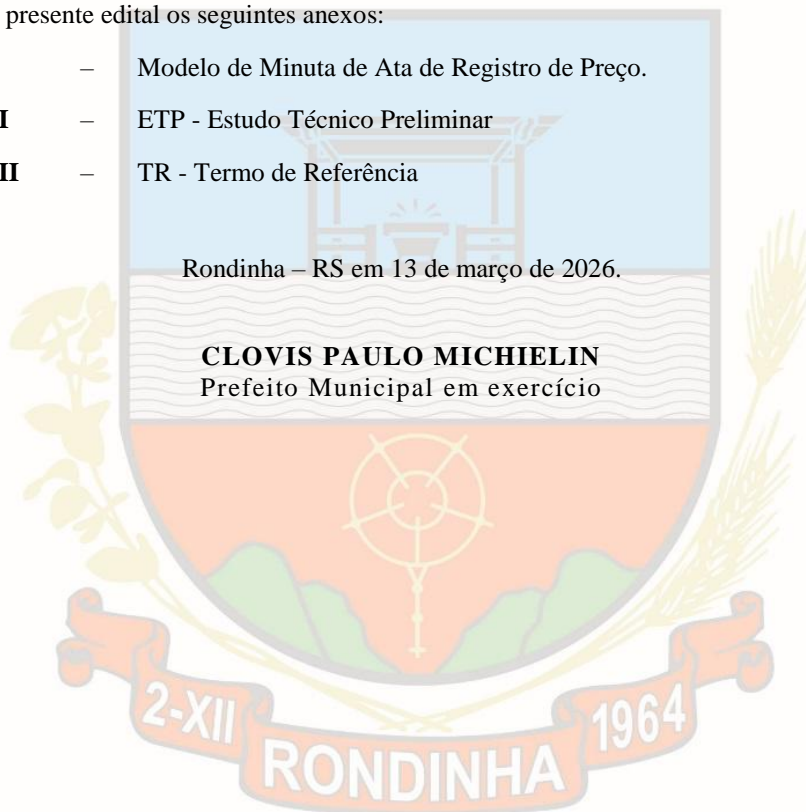 presente edital os seguintes anexos:
– Modelo de Minuta de Ata de Registro de Preço.
I – ETP - Estudo Técnico Preliminar
II – TR - Termo de Referência
Rondinha – RS em 13 de março de 2026.
CLOVIS PAULO MICHIELIN
Prefeito Municipal em exercício
2-XII RONDINHA 1964